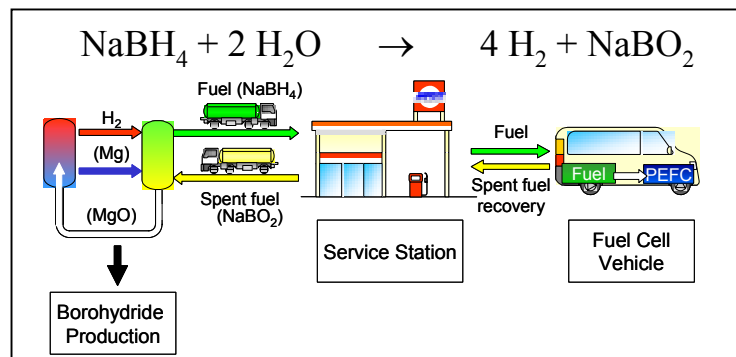 NaBH₄ + 2 H₂O → 4 H₂ + NaBO₂
Fuel (NaBH₄)
H₂
(Mg)
(MgO)
Spent fuel
(NaBO₂)
Borohydride
Production
Service Station
Fuel
Spent fuel
recovery
Fuel
PEFC
Fuel Cell
Vehicle